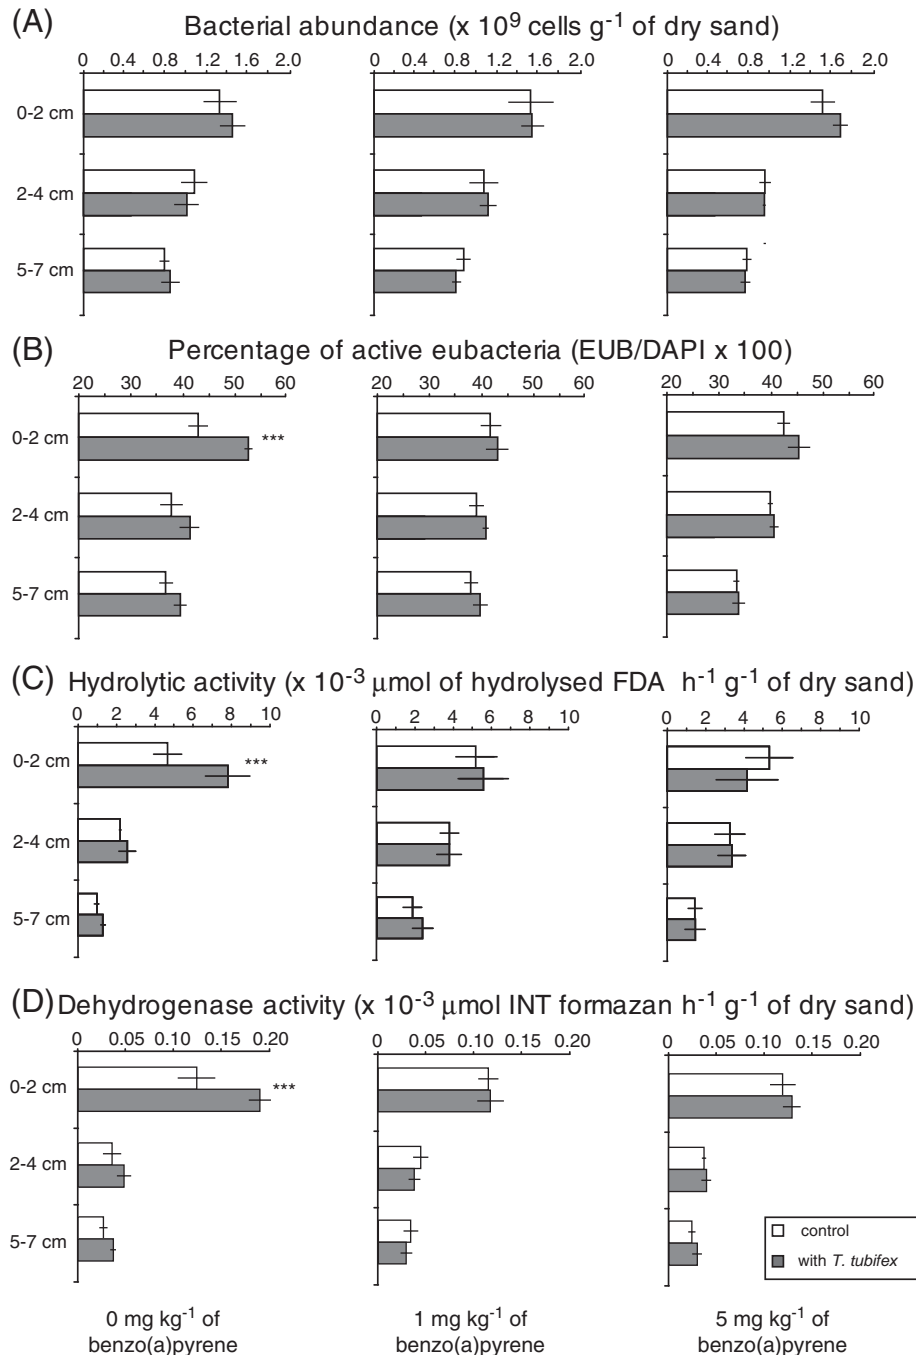 (A) Bacterial abundance (x 10⁹ cells g⁻¹ of dry sand)
0 0.4 0.8 1.2 1.6 2.0 0 0.4 0.8 1.2 1.6 2.0 0 0.4 0.8 1.2 1.6 2.0
0-2 cm
2-4 cm
5-7 cm
(B) Percentage of active eubacteria (EUB/DAPI x 100)
20 30 40 50 60 20 30 40 50 60 20 30 40 50 60
0-2 cm ***
2-4 cm
5-7 cm
(C) Hydrolytic activity (x 10⁻³ μmol of hydrolysed FDA h⁻¹ g⁻¹ of dry sand)
0 2 4 6 8 10 0 2 4 6 8 10 0 2 4 6 8 10
0-2 cm ***
2-4 cm
5-7 cm
(D) Dehydrogenase activity (x 10⁻³ μmol INT formazan h⁻¹ g⁻¹ of dry sand)
0 0.05 0.10 0.15 0.20 0 0.05 0.10 0.15 0.20 0 0.05 0.10 0.15 0.20
0-2 cm ***
2-4 cm
5-7 cm
control
with T. tubifex
0 mg kg⁻¹ of 1 mg kg⁻¹ of 5 mg kg⁻¹ of
benzo(a)pyrene benzo(a)pyrene benzo(a)pyrene